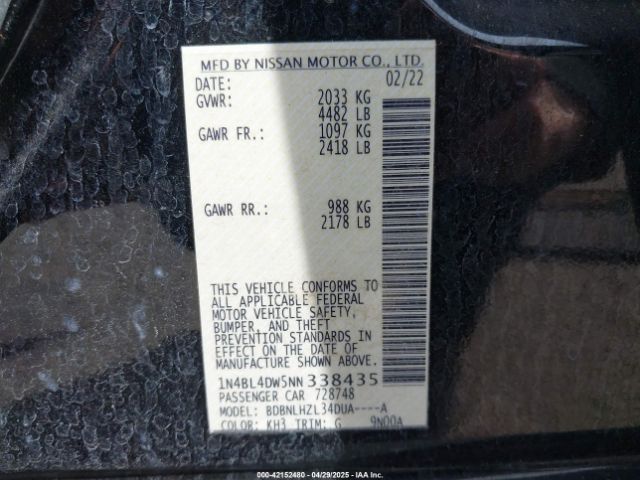 MFD BY NISSAN MOTOR CO., LTD.
DATE: 02/22
GVWR: 2033 KG
4482 LB
GAWR FR.: 1097 KG
2418 LB
GAWR RR.: 988 KG
2178 LB
THIS VEHICLE CONFORMS TO
ALL APPLICABLE FEDERAL
MOTOR VEHICLE SAFETY,
BUMPER, AND THEFT
PREVENTION STANDARDS IN
EFFECT ON THE DATE OF
MANUFACTURE SHOWN ABOVE.
1N4BL4DW5NN338435
PASSENGER CAR 728748
MODEL: BDBNLHZL34DUA----A
COLOR: KH3 TRIM: G 9N00A
000-42152480 - 04/29/2025 - IAAI.COM